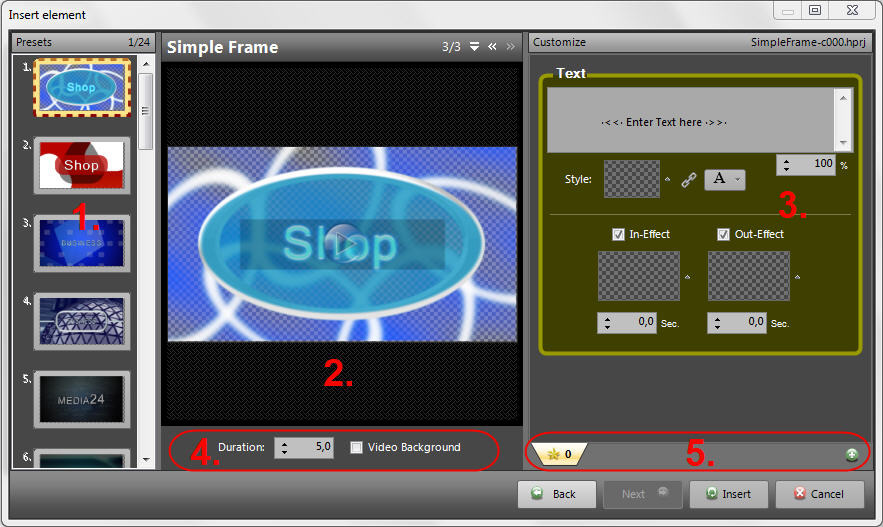 Insert element
Presets 1/24
Simple Frame 3/3
Customize SimpleFrame-c000.hprj
1.
Shop
2.
Shop
3.
BUSINESS
4.
5.
MEDIA24
6.
1.
Shop
2.
Text
·<<· Enter Text here ·>>·
Style: A 100 %
3.
In-Effect Out-Effect
0,0 Sec. 0,0 Sec.
4. Duration: 5,0 Video Background
0 5.
Back Next Insert Cancel